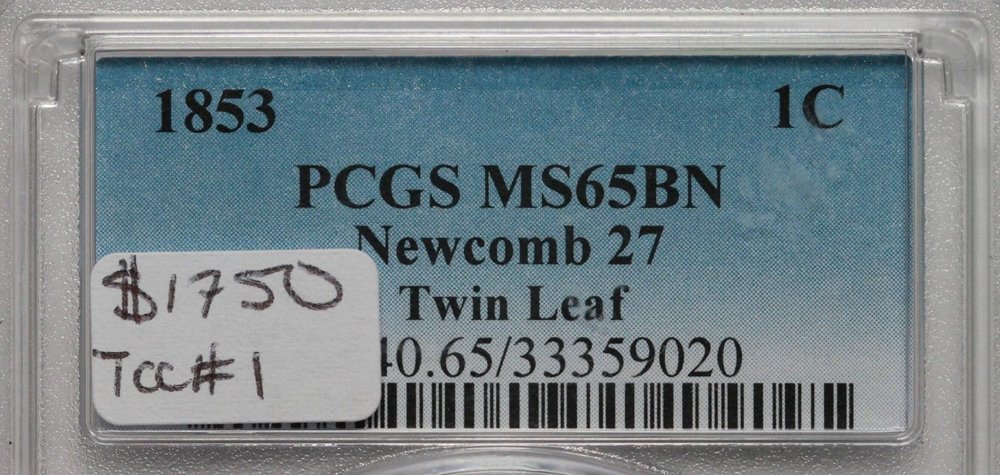 1853 1C
PCGS MS65BN
Newcomb 27
Twin Leaf
40.65/33359020
$1750
TCC#1